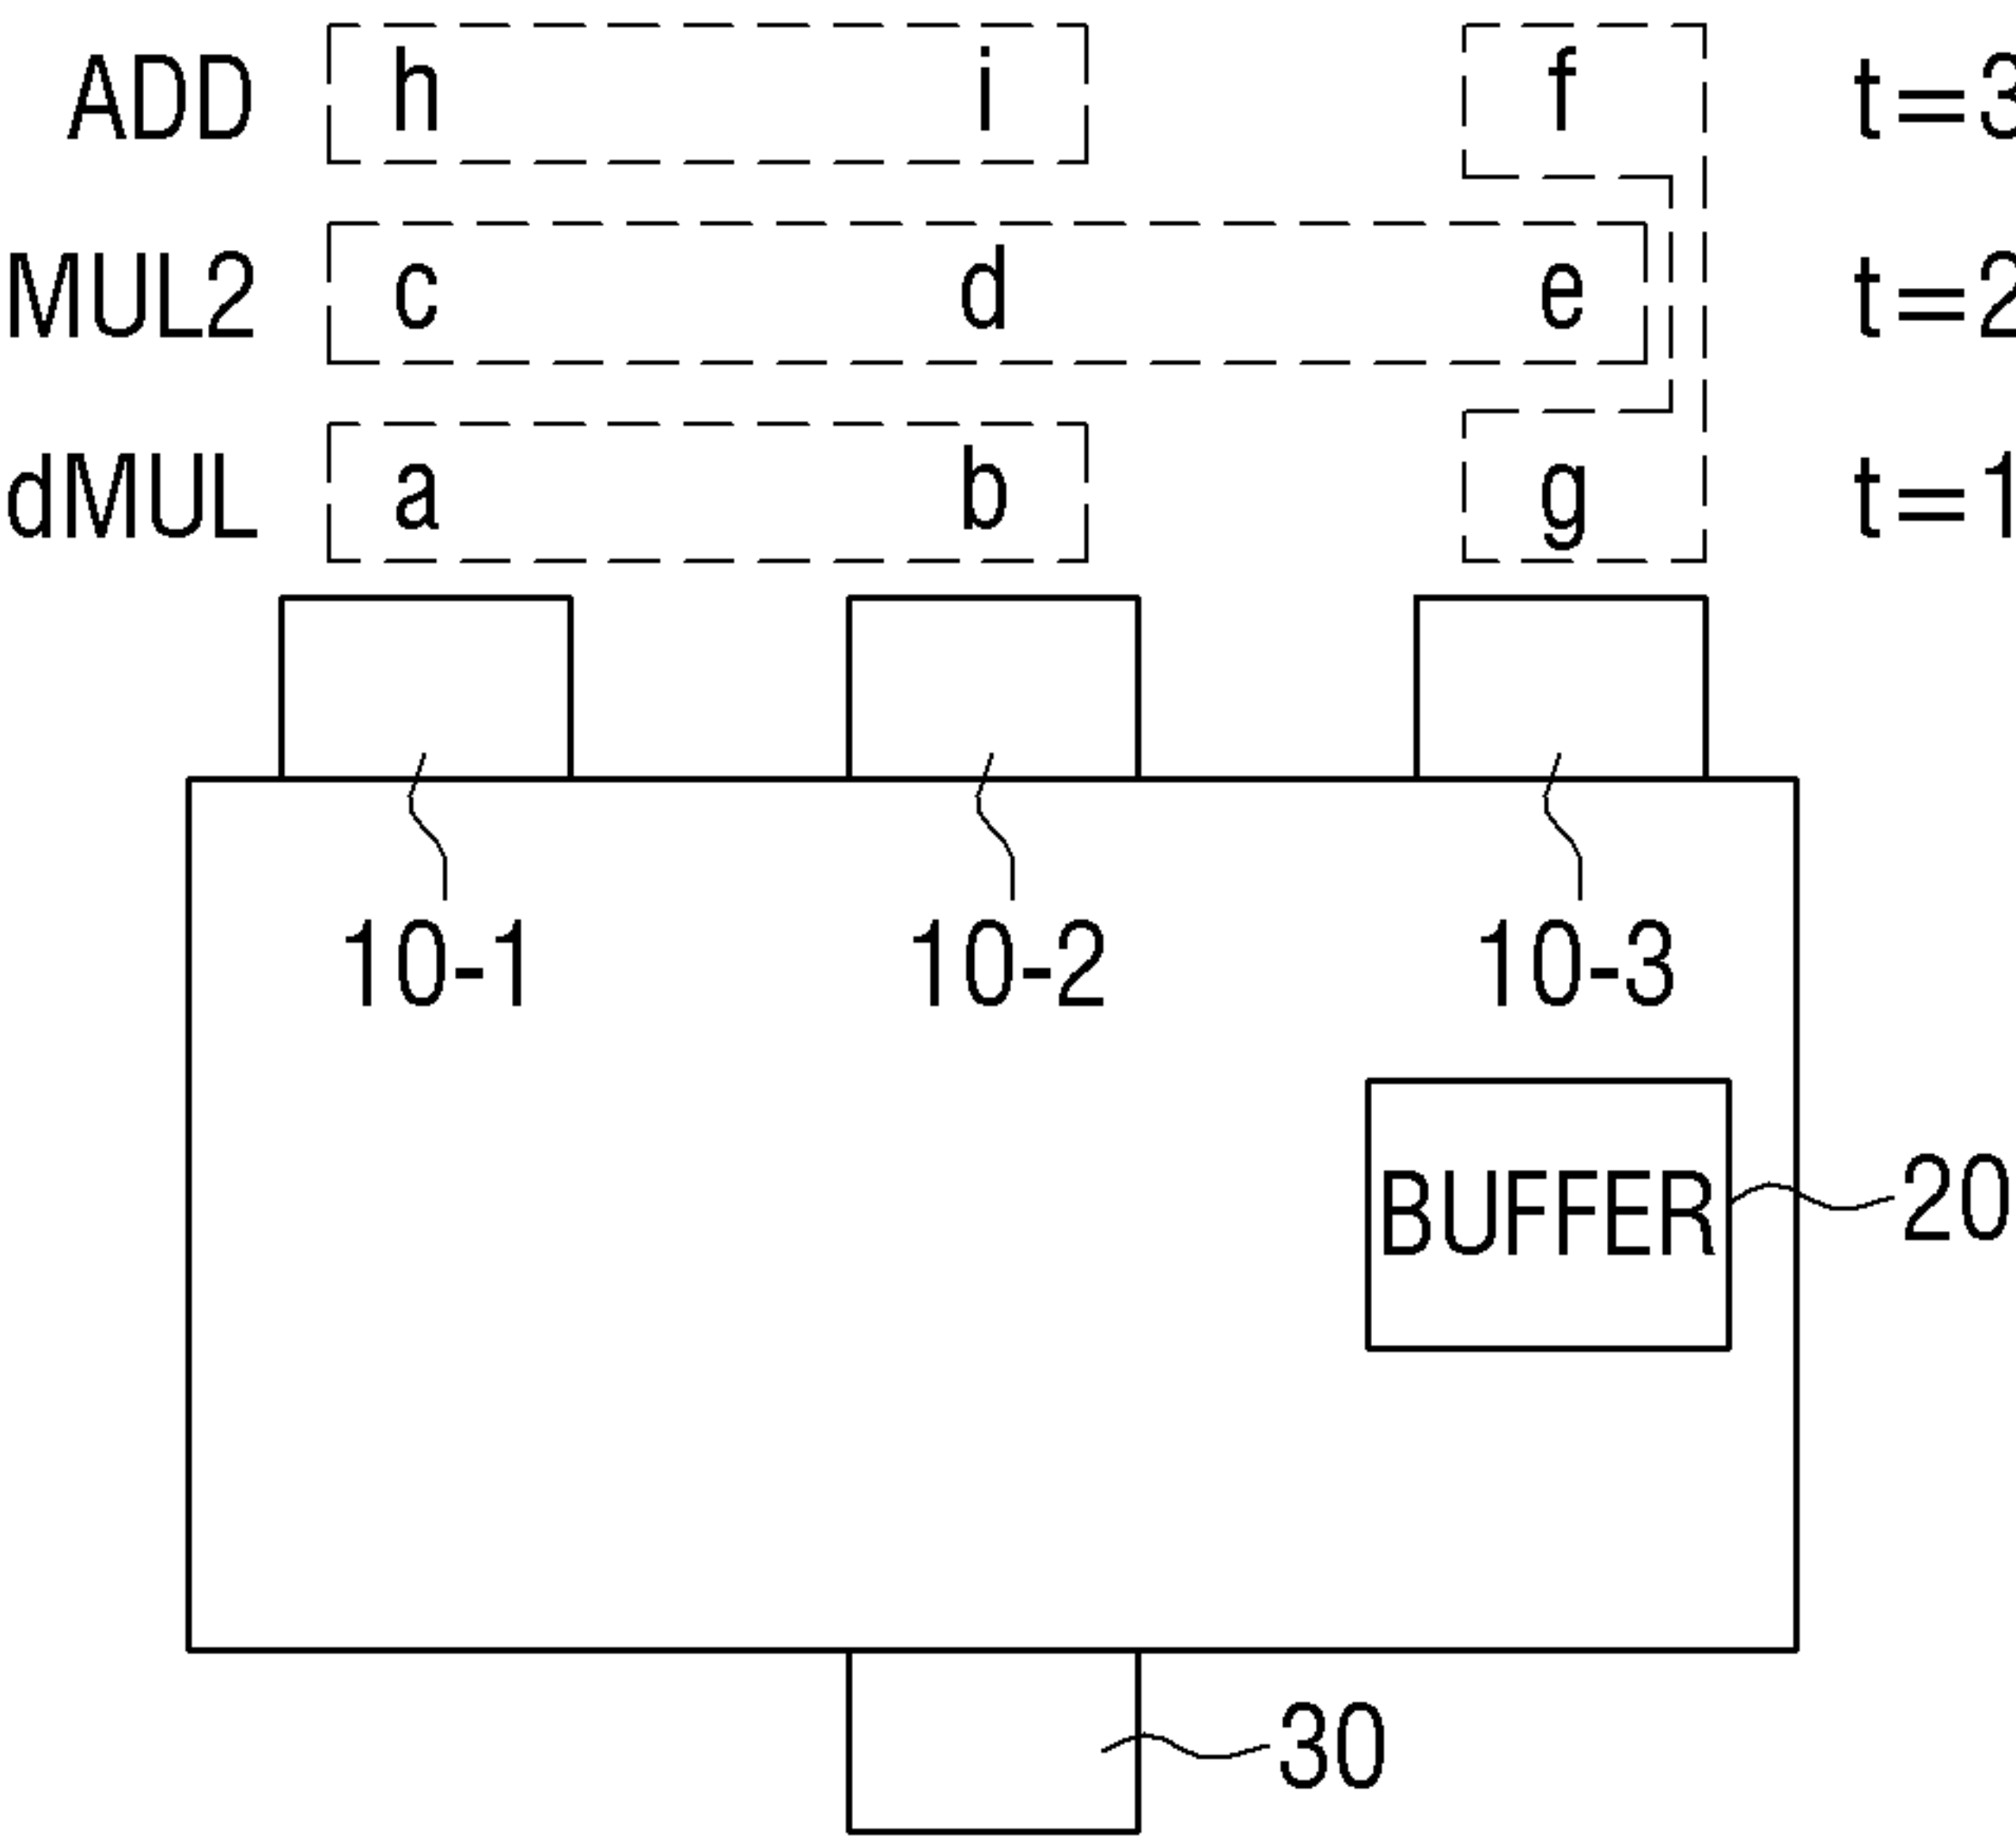 ADD h i f t=3
MUL2 c d e t=2
dMUL a b g t=1
10-1 10-2 10-3
BUFFER 20
30